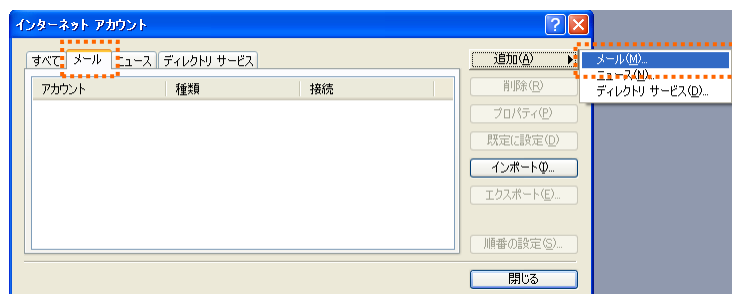 インターネット アカウント
すべて メール ニュース ディレクトリ サービス
アカウント 種類 接続
追加(A)
削除(R)
プロパティ(P)
既定に設定(D)
インポート(I)...
エクスポート(E)...
順番の設定(S)...
閉じる
メール(M)...
ニュース(N)...
ディレクトリ サービス(D)...